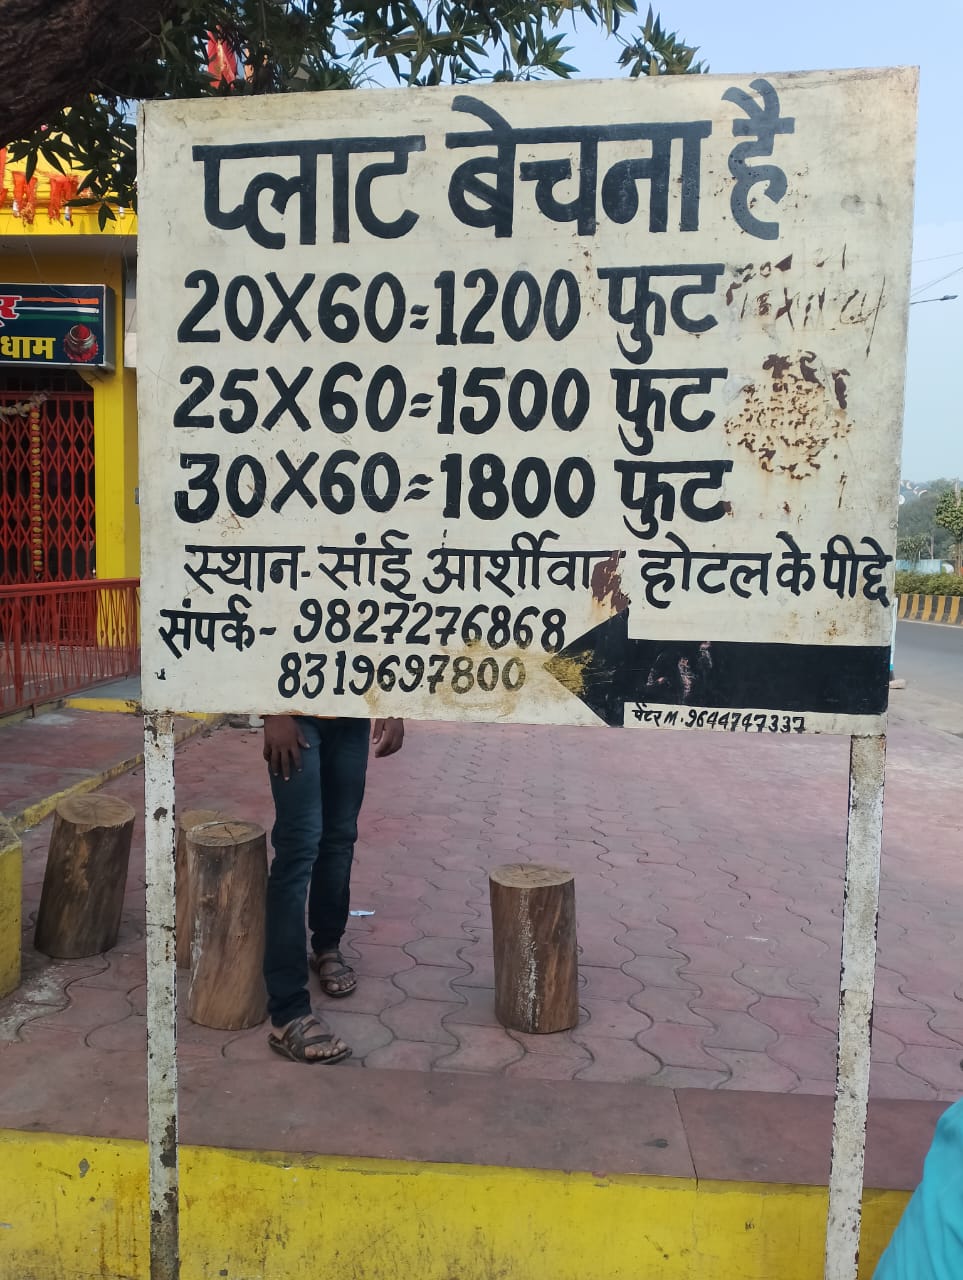 प्लाट बेचना है
20X60=1200 फुट
25X60=1500 फुट
30X60=1800 फुट
स्थान-सांई आर्शीवाद होटल के पीछे
संपर्क- 9827276868
8319697800
पेंटर M. 9644747337
धाम